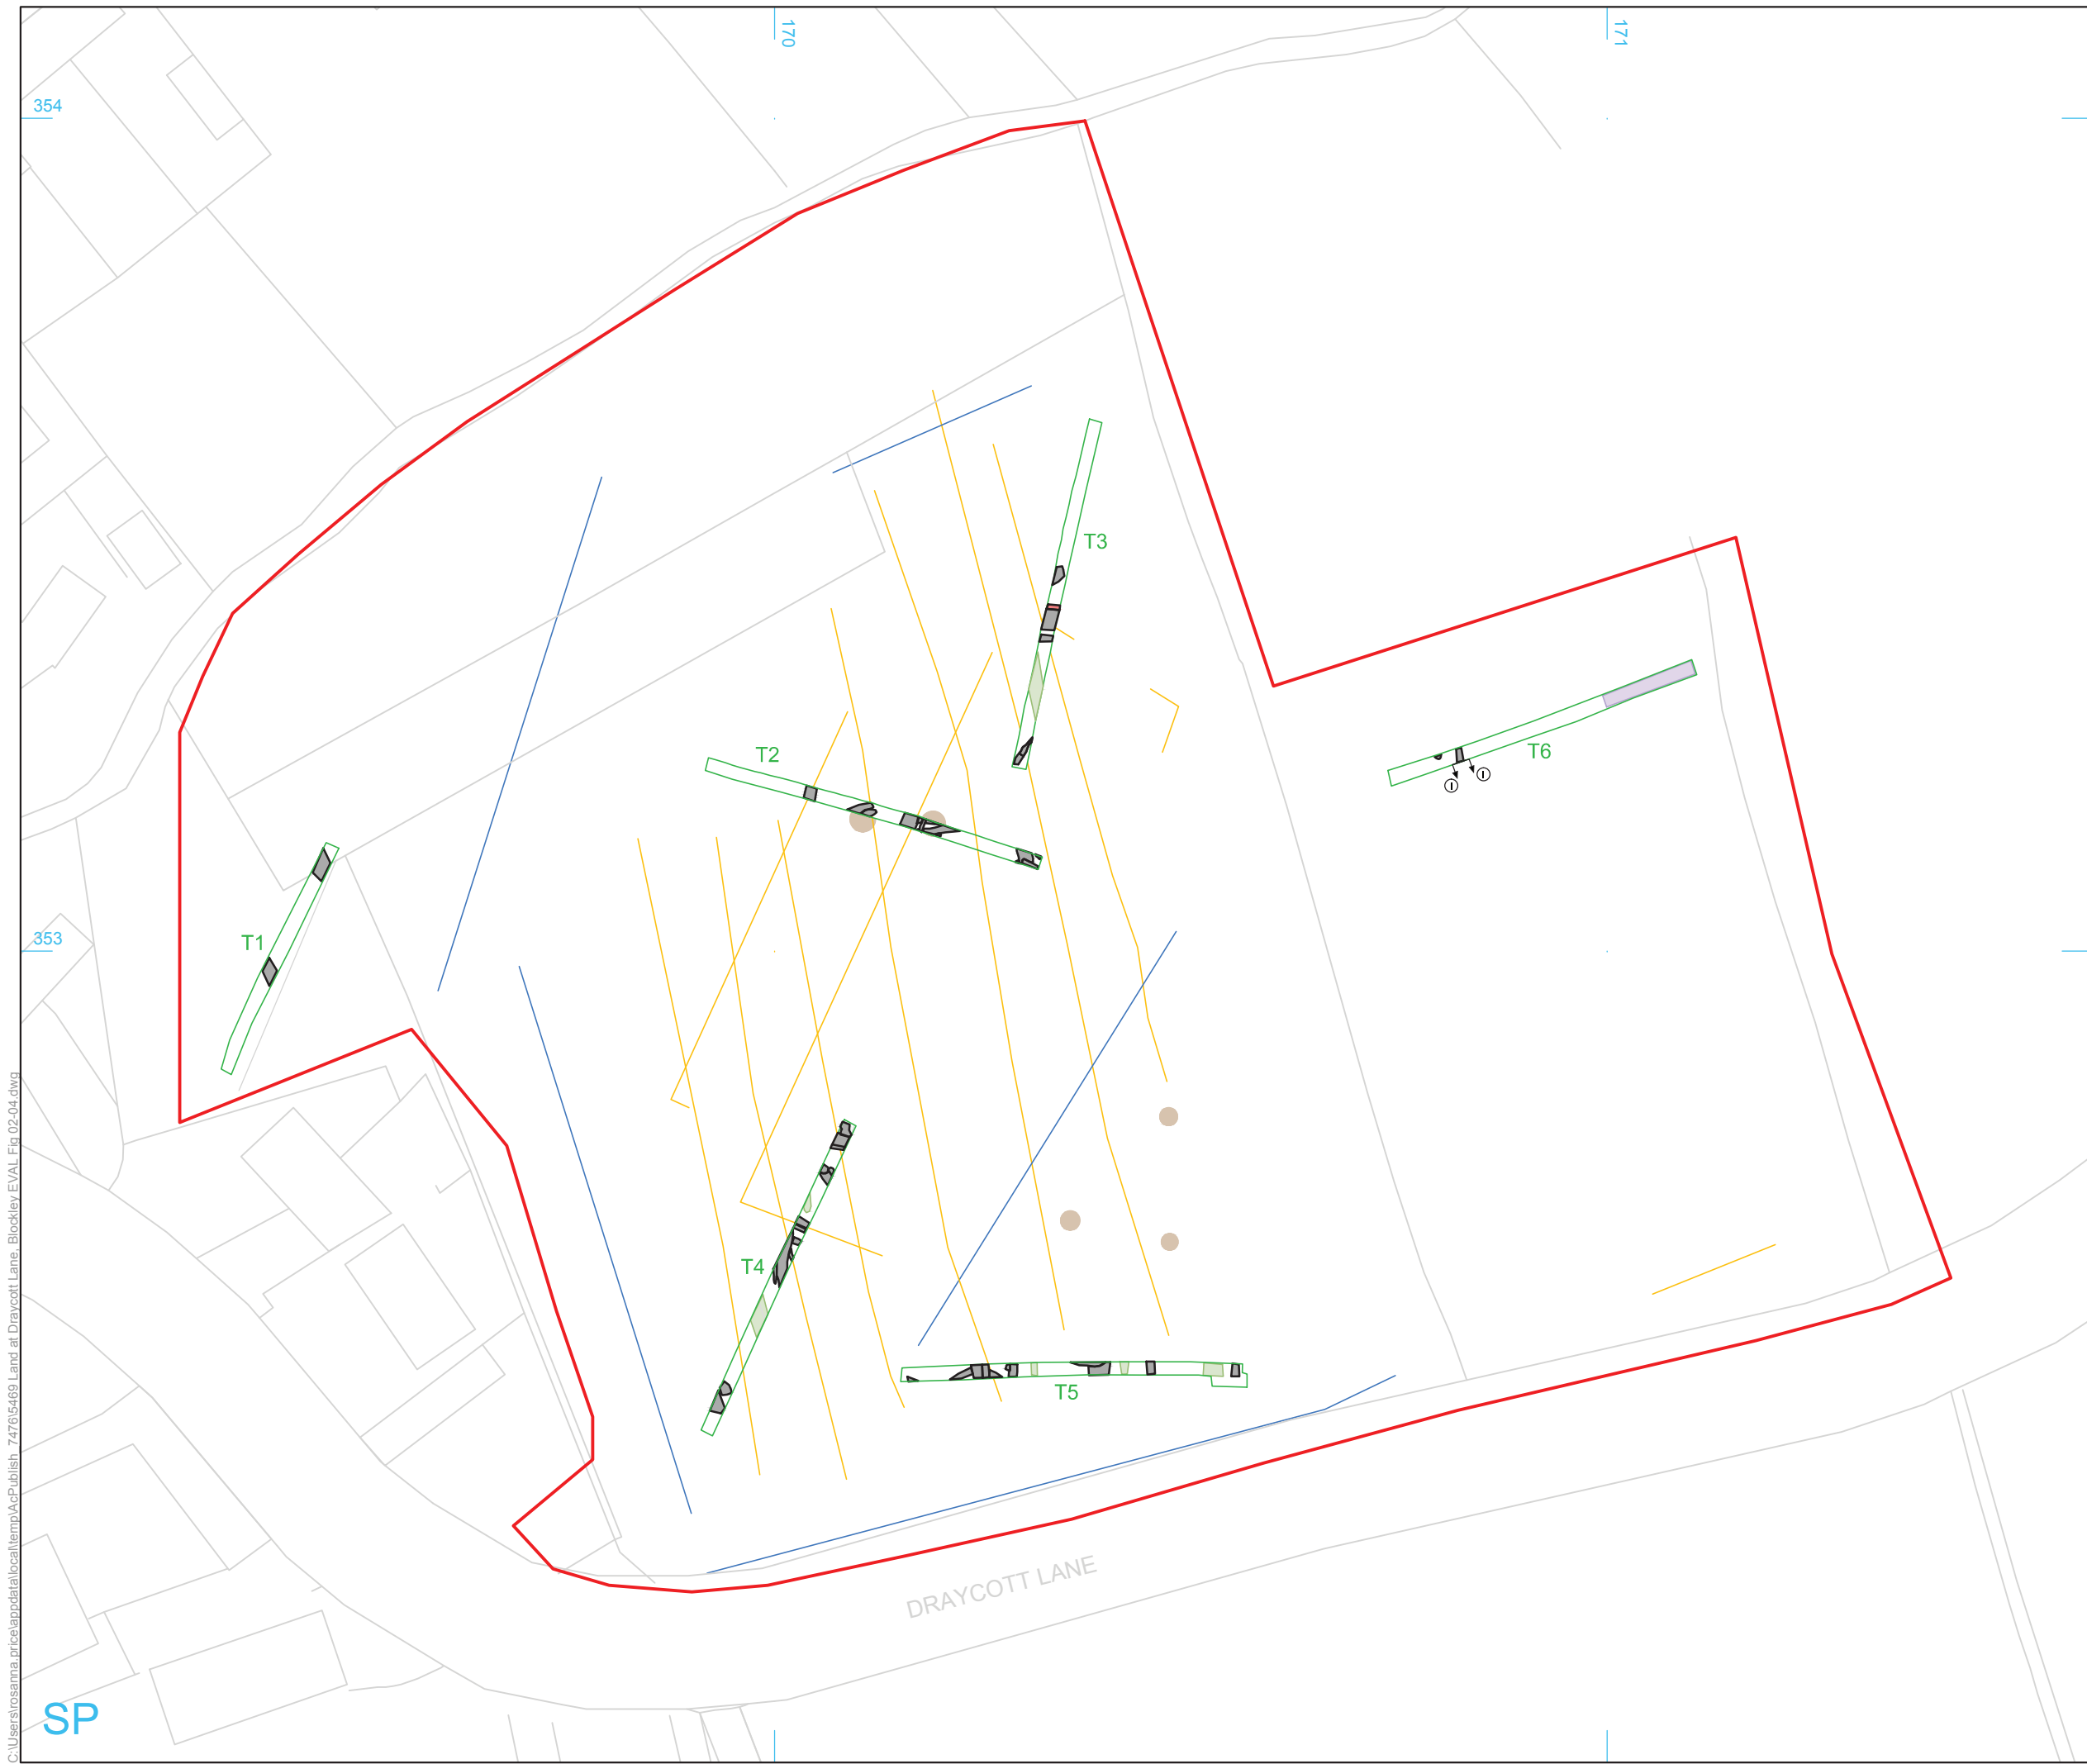 170
171
354
T3
T2
T6
353
T1
T4
T5
DRAYCOTT LANE
SP
C:\Users\rosanna.price\appdata\local\temp\AcPublish_7476\5469 Land at Draycott Lane, Blockley EVAL Fig 02-04.dwg